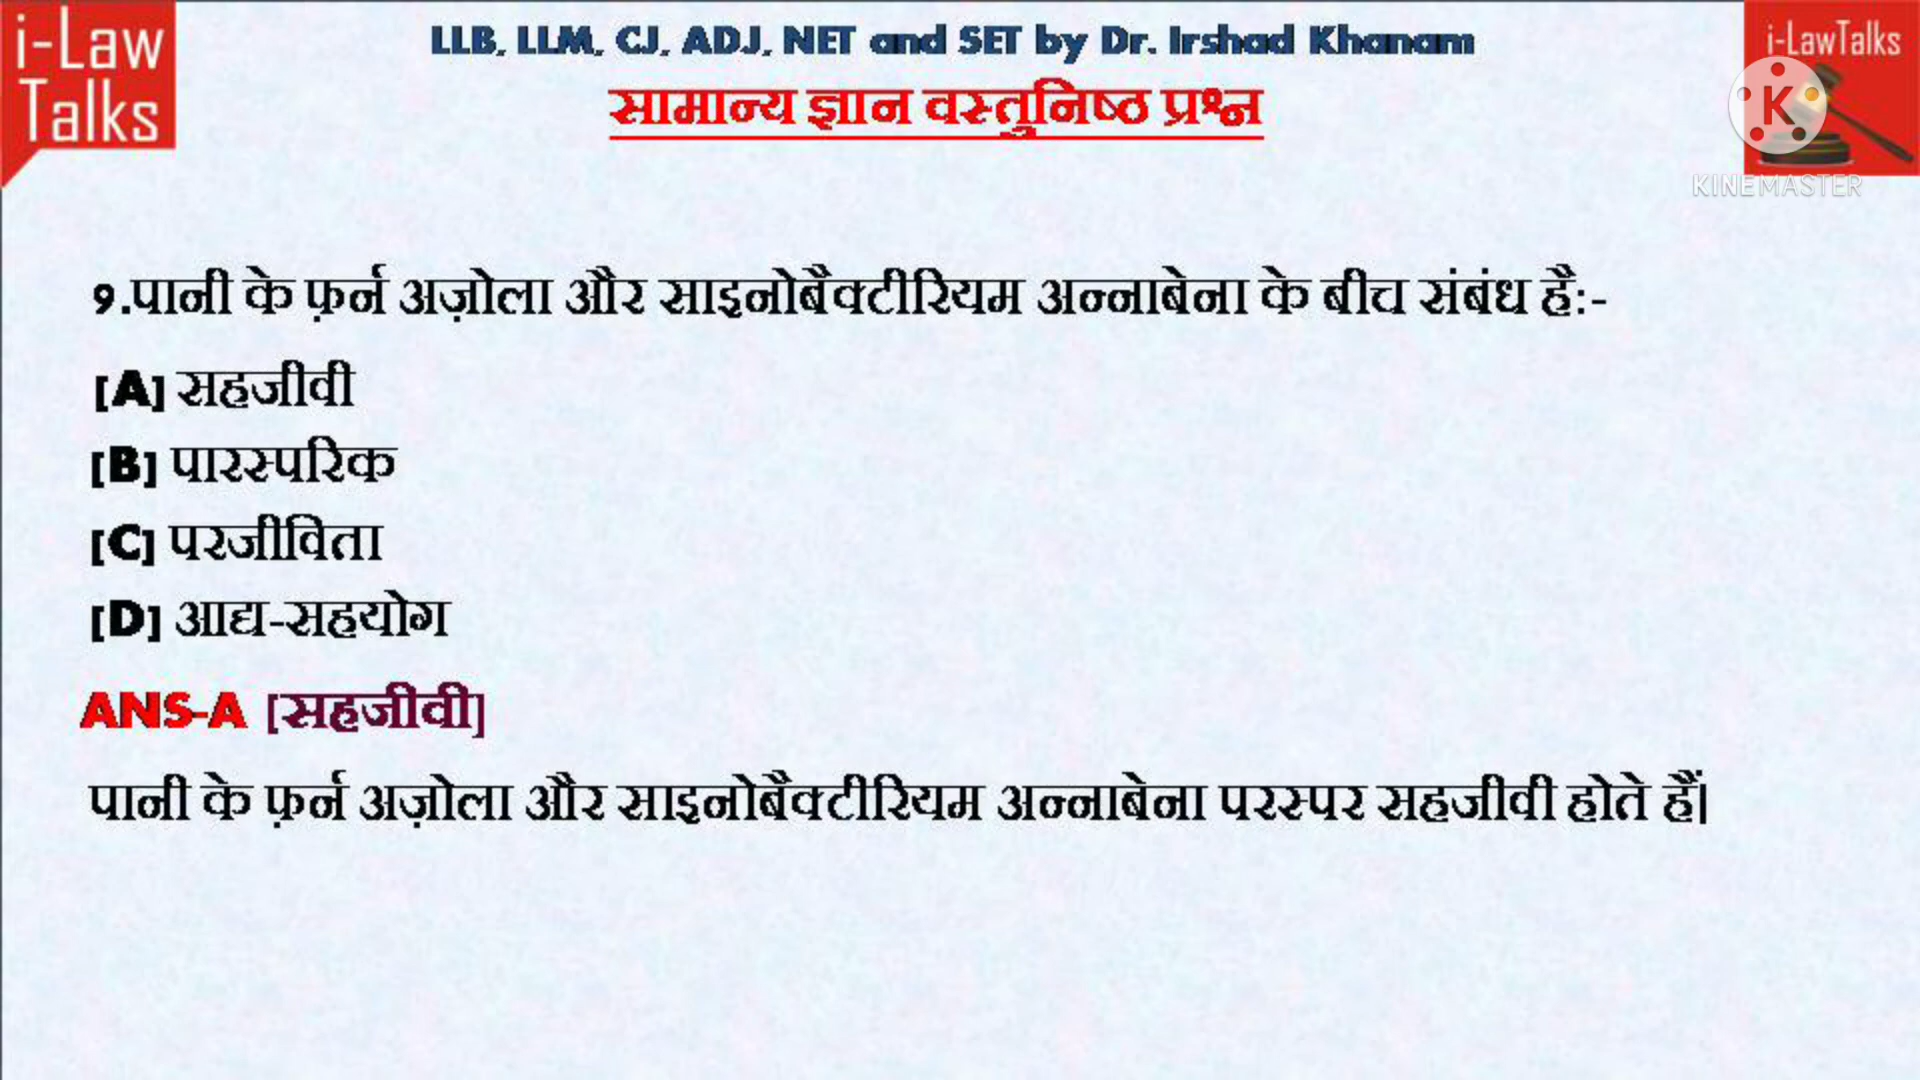 i-Law
Talks
LLB, LLM, CJ, ADJ, NET and SET by Dr. Irshad Khanam
i-LawTalks
K
KINEMASTER
सामान्य ज्ञान वस्तुनिष्ठ प्रश्न
9.पानी के फ़र्न अज़ोला और साइनोबैक्टीरियम अन्नाबेना के बीच संबंध है:-
[A] सहजीवी
[B] पारस्परिक
[C] परजीविता
[D] आद्य-सहयोग
ANS-A [सहजीवी]
पानी के फ़र्न अज़ोला और साइनोबैक्टीरियम अन्नाबेना परस्पर सहजीवी होते हैं।